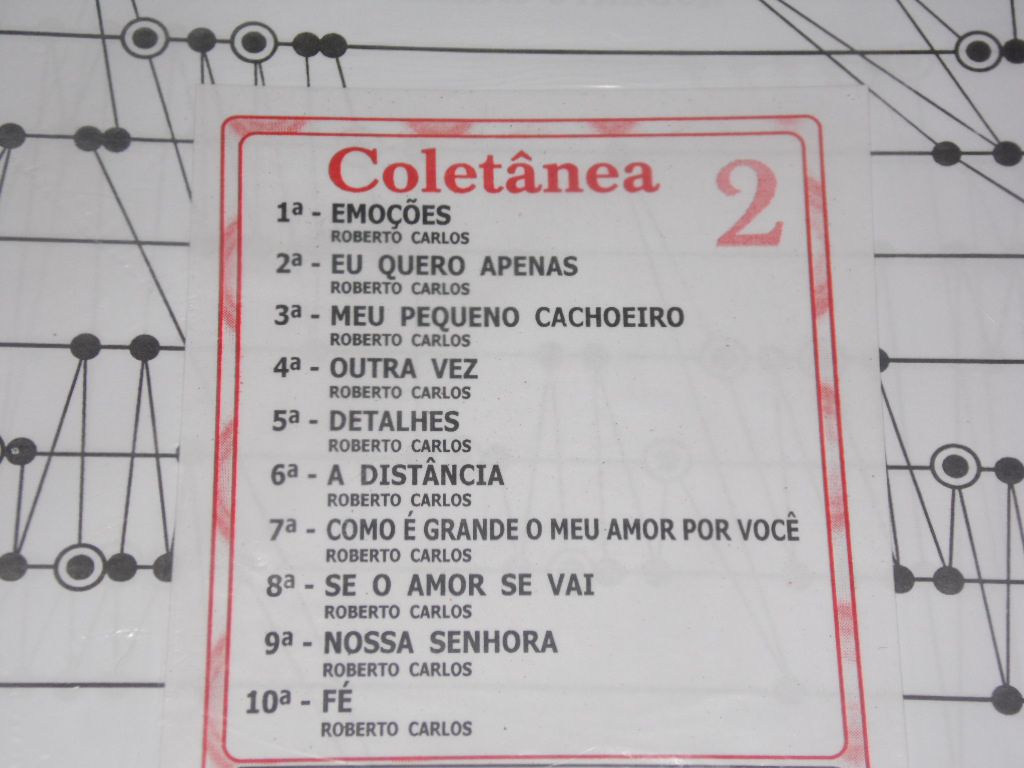 Coletânea 2
1ª - EMOÇÕES
ROBERTO CARLOS
2ª - EU QUERO APENAS
ROBERTO CARLOS
3ª - MEU PEQUENO CACHOEIRO
ROBERTO CARLOS
4ª - OUTRA VEZ
ROBERTO CARLOS
5ª - DETALHES
ROBERTO CARLOS
6ª - A DISTÂNCIA
ROBERTO CARLOS
7ª - COMO É GRANDE O MEU AMOR POR VOCÊ
ROBERTO CARLOS
8ª - SE O AMOR SE VAI
ROBERTO CARLOS
9ª - NOSSA SENHORA
ROBERTO CARLOS
10ª - FÉ
ROBERTO CARLOS